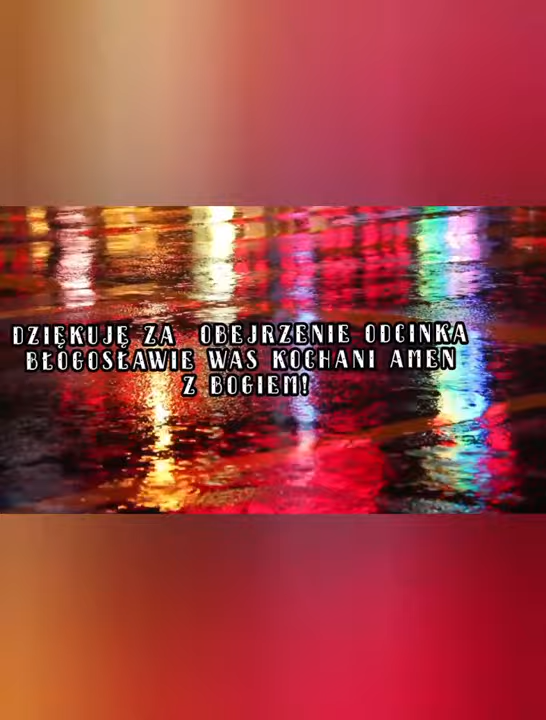 DZIĘKUJĘ ZA OBEJRZENIE ODCINKA
BŁOGOSŁAWIE WAS KOCHANI AMEN
Z BOGIEM!